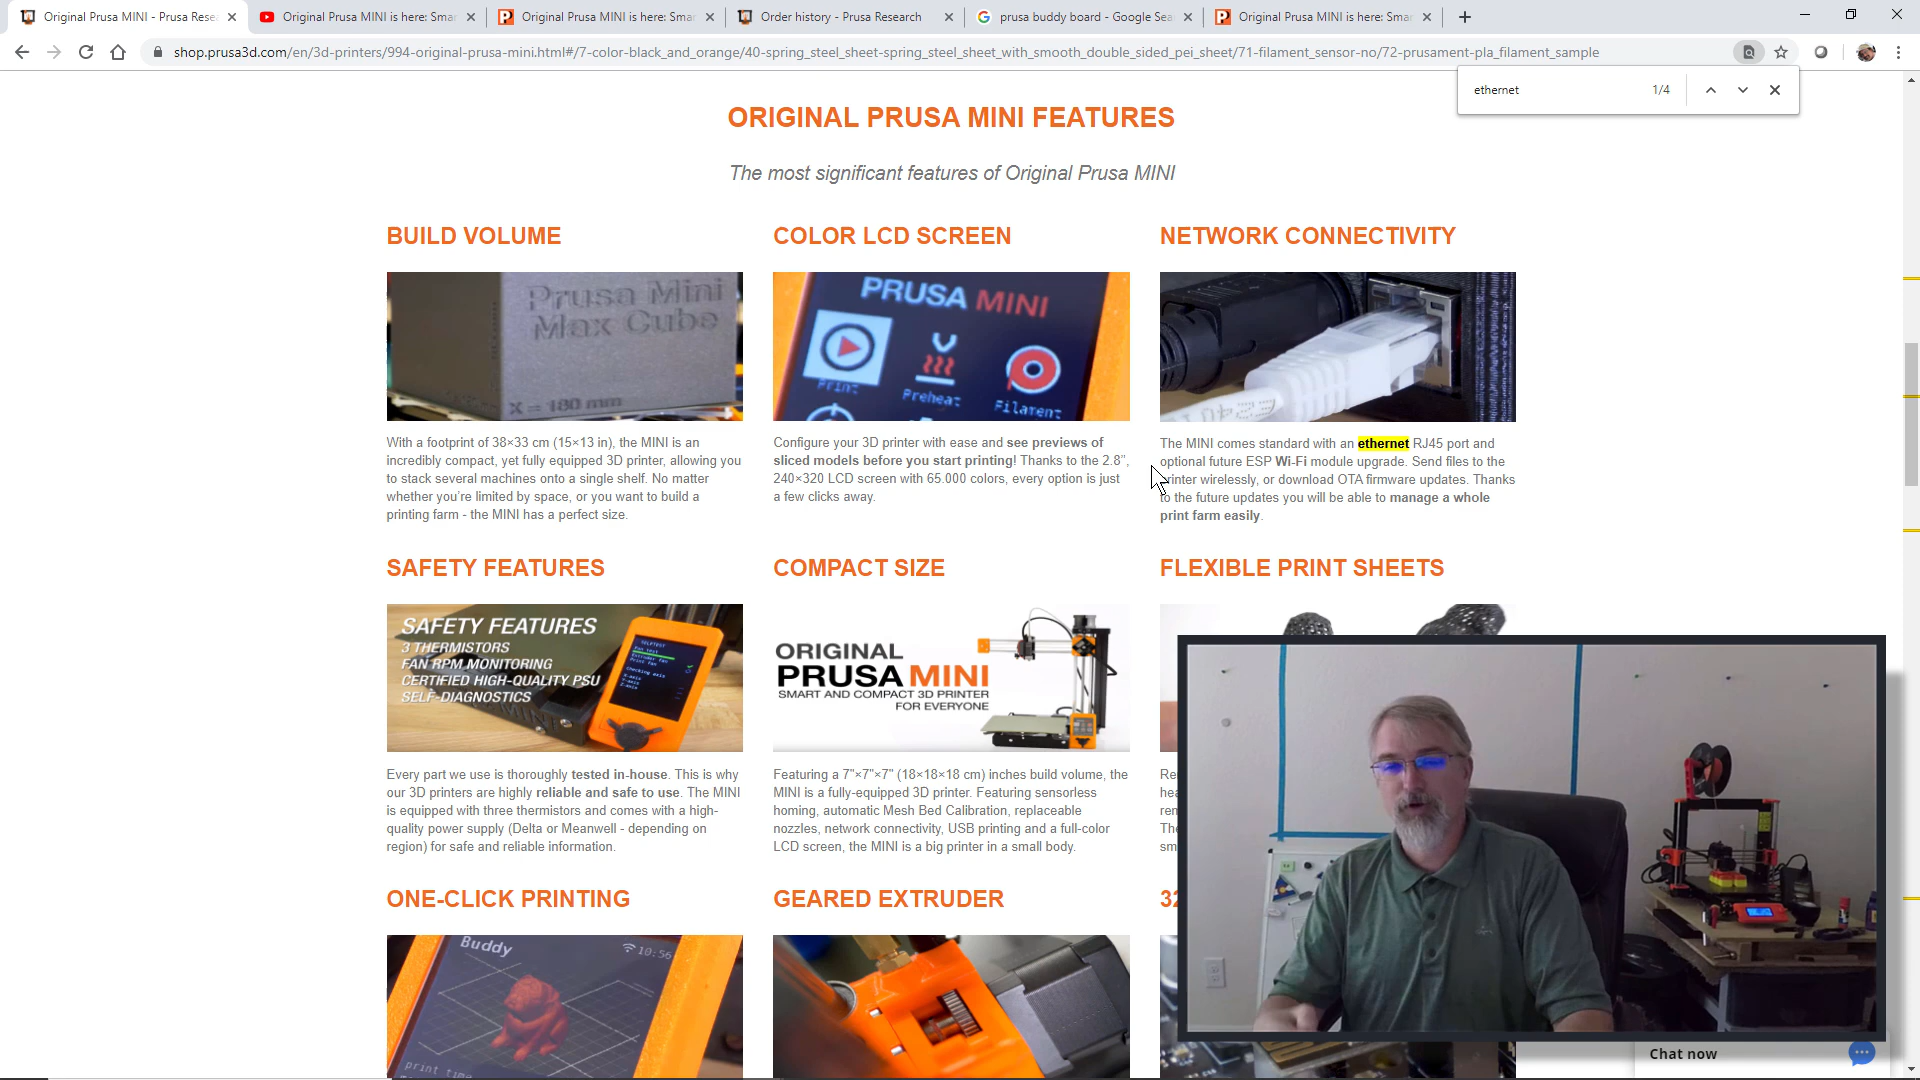 Original Prusa MINI - Prusa Rese
Original Prusa MINI is here: Smar
Original Prusa MINI is here: Smar
Order history - Prusa Research
prusa buddy board - Google Sea
Original Prusa MINI is here: Smar
shop.prusa3d.com/en/3d-printers/994-original-prusa-mini.html#/7-color-black_and_orange/40-spring_steel_sheet-spring_steel_sheet_with_smooth_double_sided_pei_sheet/71-filament_sensor-no/72-prusament-pla_filament_sample
ethernet 1/4
ORIGINAL PRUSA MINI FEATURES
The most significant features of Original Prusa MINI
BUILD VOLUME
Prusa Mini
Max Cube
X = 180 mm
With a footprint of 38×33 cm (15×13 in), the MINI is an
incredibly compact, yet fully equipped 3D printer, allowing you
to stack several machines onto a single shelf. No matter
whether you're limited by space, or you want to build a
printing farm - the MINI has a perfect size.
COLOR LCD SCREEN
PRUSA MINI
Print
Preheat
Filament
Configure your 3D printer with ease and see previews of
sliced models before you start printing! Thanks to the 2.8",
240×320 LCD screen with 65.000 colors, every option is just
a few clicks away.
NETWORK CONNECTIVITY
The MINI comes standard with an ethernet RJ45 port and
optional future ESP Wi-Fi module upgrade. Send files to the
printer wirelessly, or download OTA firmware updates. Thanks
to the future updates you will be able to manage a whole
print farm easily.
SAFETY FEATURES
SAFETY FEATURES
3 THERMISTORS
FAN RPM MONITORING
CERTIFIED HIGH-QUALITY PSU
SELF-DIAGNOSTICS
Every part we use is thoroughly tested in-house. This is why
our 3D printers are highly reliable and safe to use. The MINI
is equipped with three thermistors and comes with a high-
quality power supply (Delta or Meanwell - depending on
region) for safe and reliable information.
COMPACT SIZE
ORIGINAL
PRUSA MINI
SMART AND COMPACT 3D PRINTER
FOR EVERYONE
Featuring a 7"×7"×7" (18×18×18 cm) inches build volume, the
MINI is a fully-equipped 3D printer. Featuring sensorless
homing, automatic Mesh Bed Calibration, replaceable
nozzles, network connectivity, USB printing and a full-color
LCD screen, the MINI is a big printer in a small body.
FLEXIBLE PRINT SHEETS
ONE-CLICK PRINTING
Buddy
10:56
print time
GEARED EXTRUDER
32
Chat now